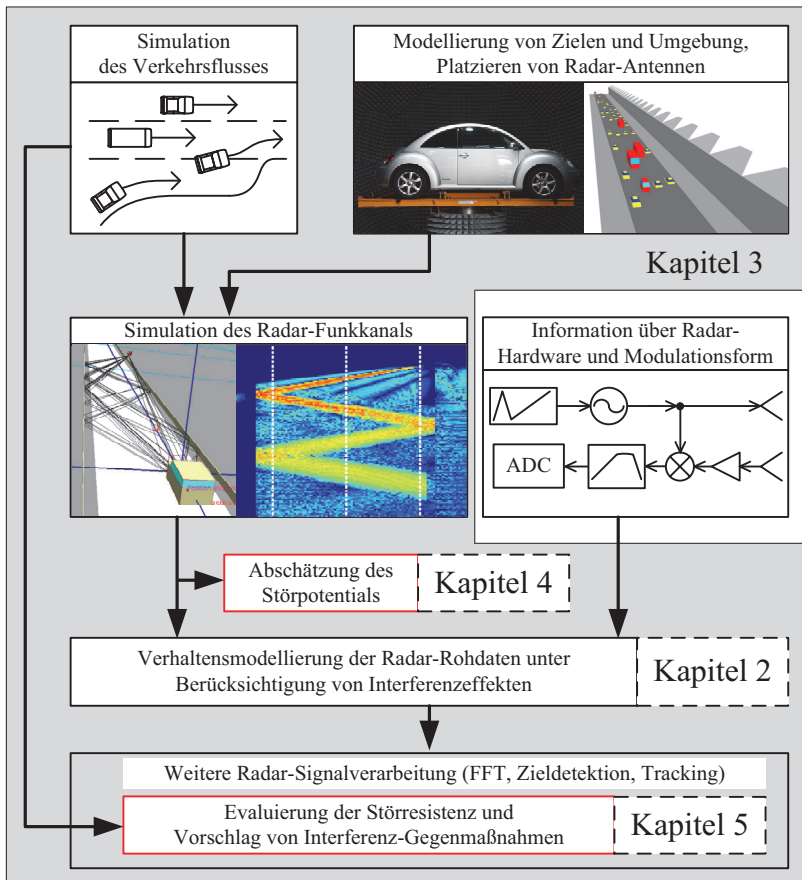 Simulation
des Verkehrsflusses
Modellierung von Zielen und Umgebung,
Platzieren von Radar-Antennen
Kapitel 3
Simulation des Radar-Funkkanals
Information über Radar-
Hardware und Modulationsform
ADC
Abschätzung des
Störpotentials
Kapitel 4
Verhaltensmodellierung der Radar-Rohdaten unter
Berücksichtigung von Interferenzeffekten
Kapitel 2
Weitere Radar-Signalverarbeitung (FFT, Zieldetektion, Tracking)
Evaluierung der Störresistenz und
Vorschlag von Interferenz-Gegenmaßnahmen
Kapitel 5